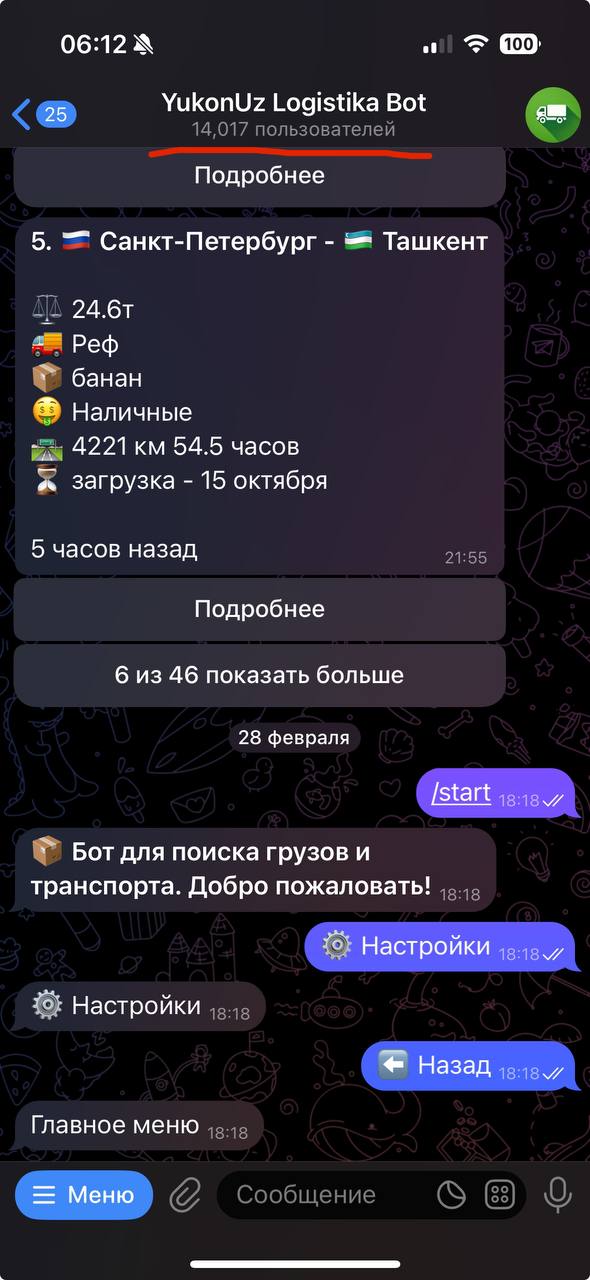 06:12
100
25
YukonUz Logistika Bot
14,017 пользователей
Подробнее
5. 🇷🇺 Санкт-Петербург - 🇺🇿 Ташкент
⚖️ 24.6т
🚚 Реф
📦 банан
🤑 Наличные
🛣 4221 км 54.5 часов
⏳ загрузка - 15 октября
5 часов назад
21:55
Подробнее
6 из 46 показать больше
28 февраля
/start 18:18
📦 Бот для поиска грузов и
транспорта. Добро пожаловать! 18:18
⚙️ Настройки 18:18
⚙️ Настройки 18:18
⬅️ Назад 18:18
Главное меню 18:18
Меню
Сообщение